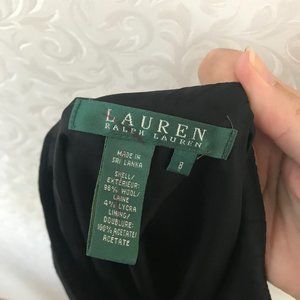 LAUREN
RALPH LAUREN
8
MADE IN
SRI LANKA
SHELL/
EXTÉRIEUR:
96% WOOL/
LAINE
4% LYCRA
LINING/
DOUBLURE:
100% ACETATE/
ACETATE